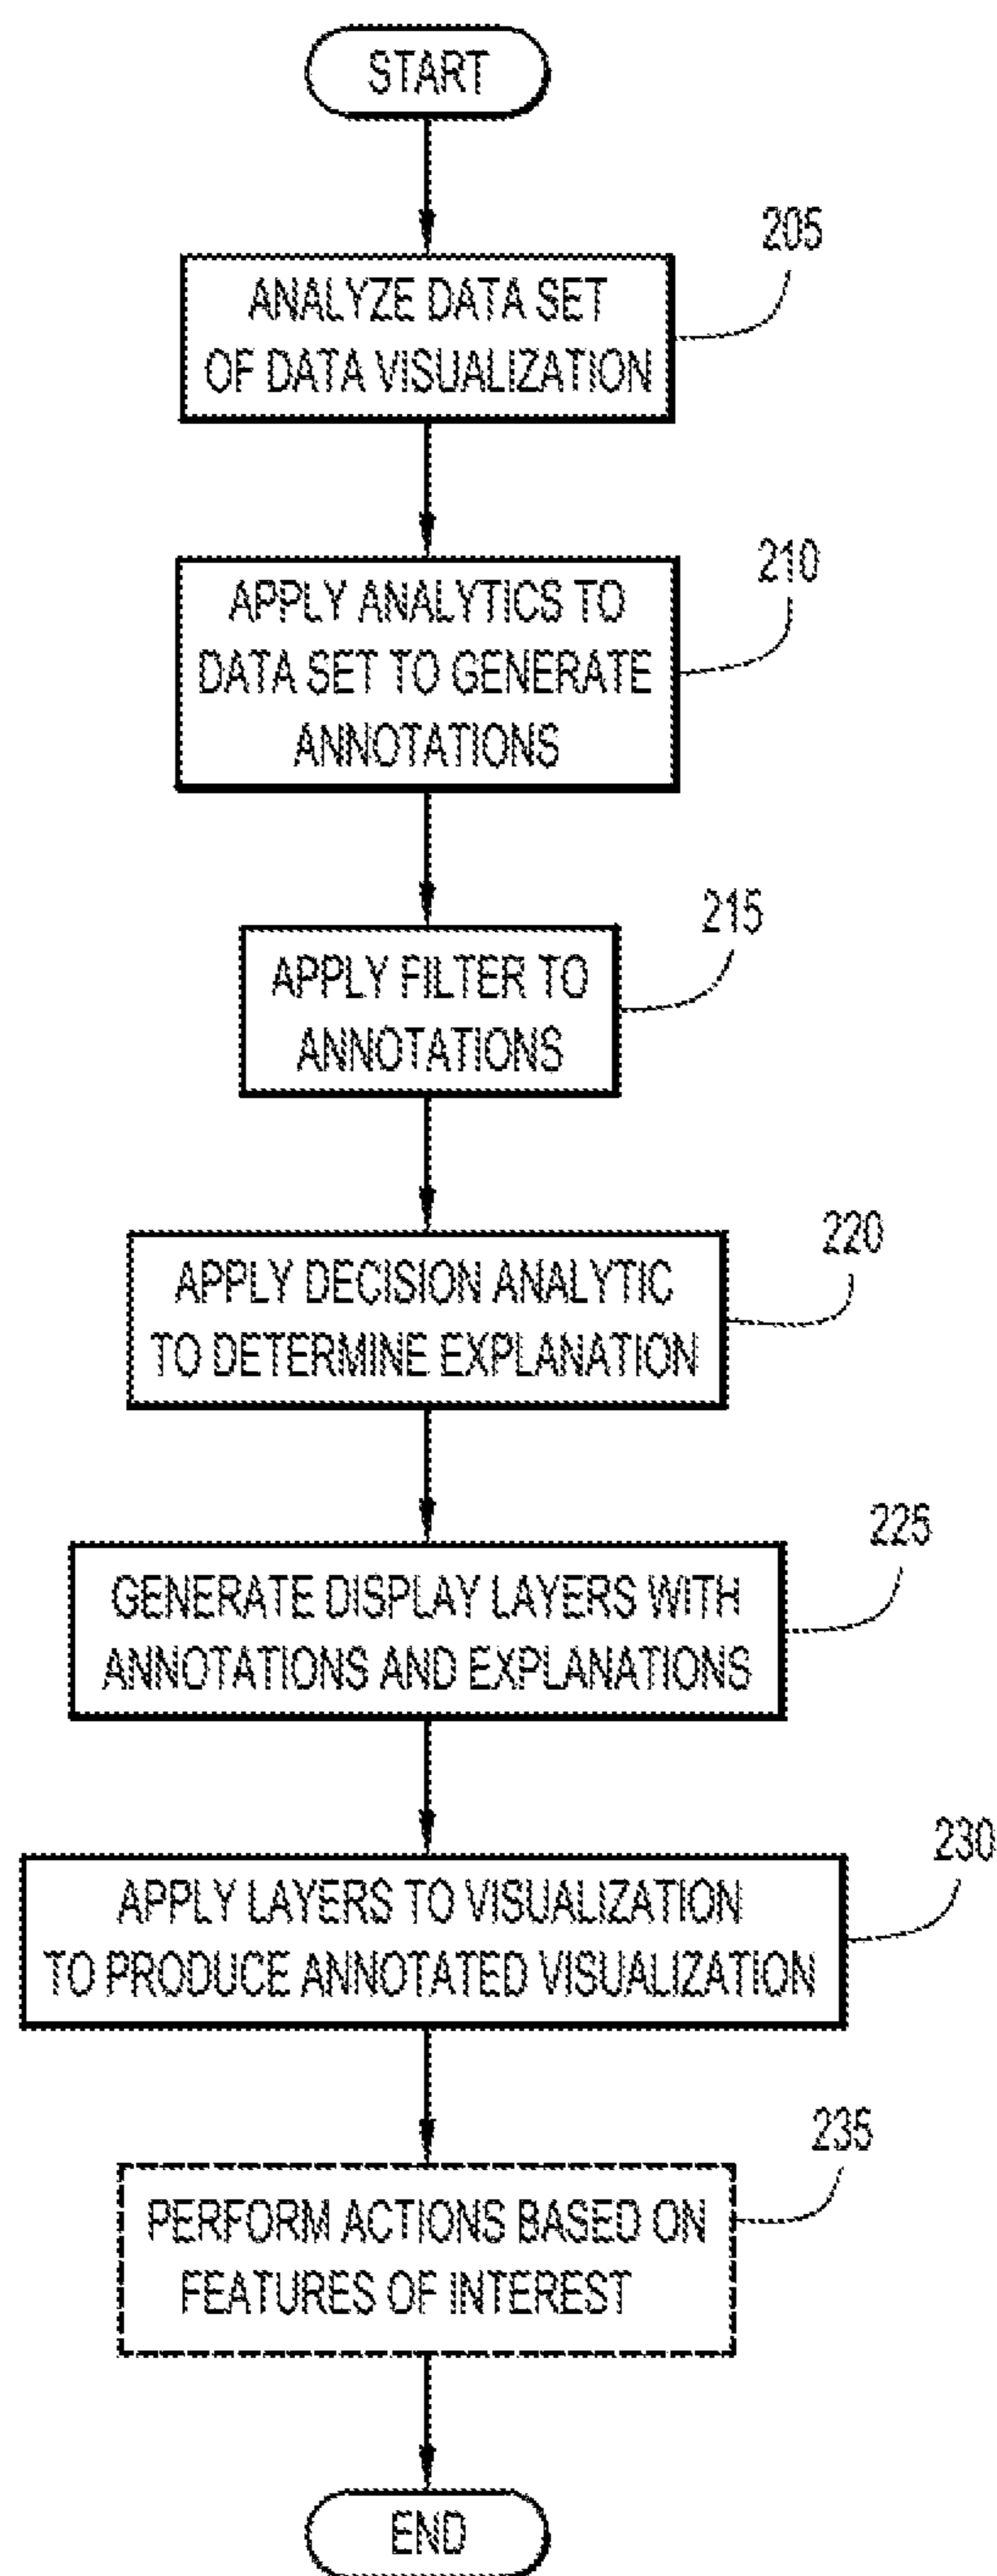 START
205
ANALYZE DATA SET
OF DATA VISUALIZATION
210
APPLY ANALYTICS TO
DATA SET TO GENERATE
ANNOTATIONS
215
APPLY FILTER TO
ANNOTATIONS
220
APPLY DECISION ANALYTIC
TO DETERMINE EXPLANATION
225
GENERATE DISPLAY LAYERS WITH
ANNOTATIONS AND EXPLANATIONS
230
APPLY LAYERS TO VISUALIZATION
TO PRODUCE ANNOTATED VISUALIZATION
235
PERFORM ACTIONS BASED ON
FEATURES OF INTEREST
END